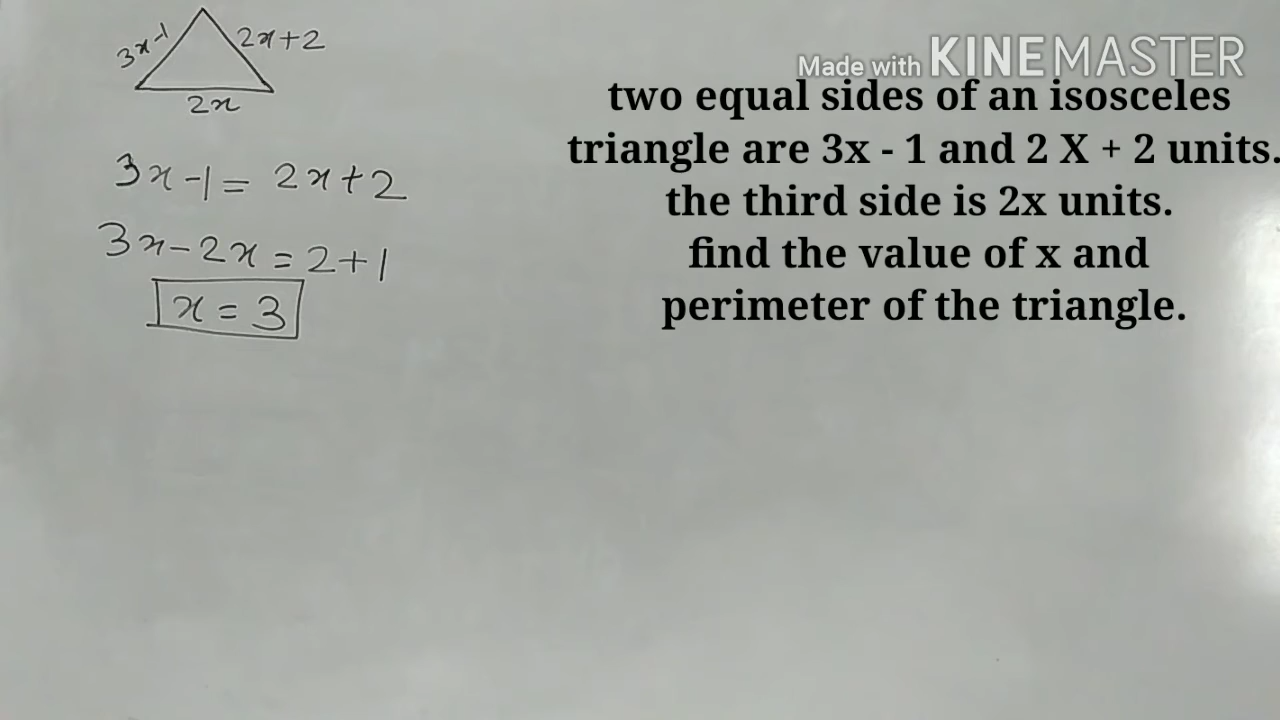 3x-1
2x+2
2x
3x-1 = 2x+2
3x-2x = 2+1
x = 3
Made with KINEMASTER
two equal sides of an isosceles
triangle are 3x - 1 and 2 X + 2 units.
the third side is 2x units.
find the value of x and
perimeter of the triangle.